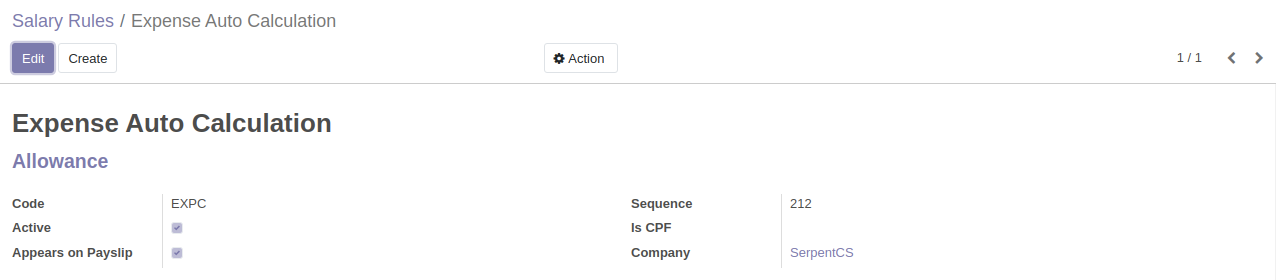 Salary Rules / Expense Auto Calculation
Edit Create Action 1 / 1
Expense Auto Calculation
Allowance
Code EXPC Sequence 212
Active Is CPF
Appears on Payslip Company SerpentCS